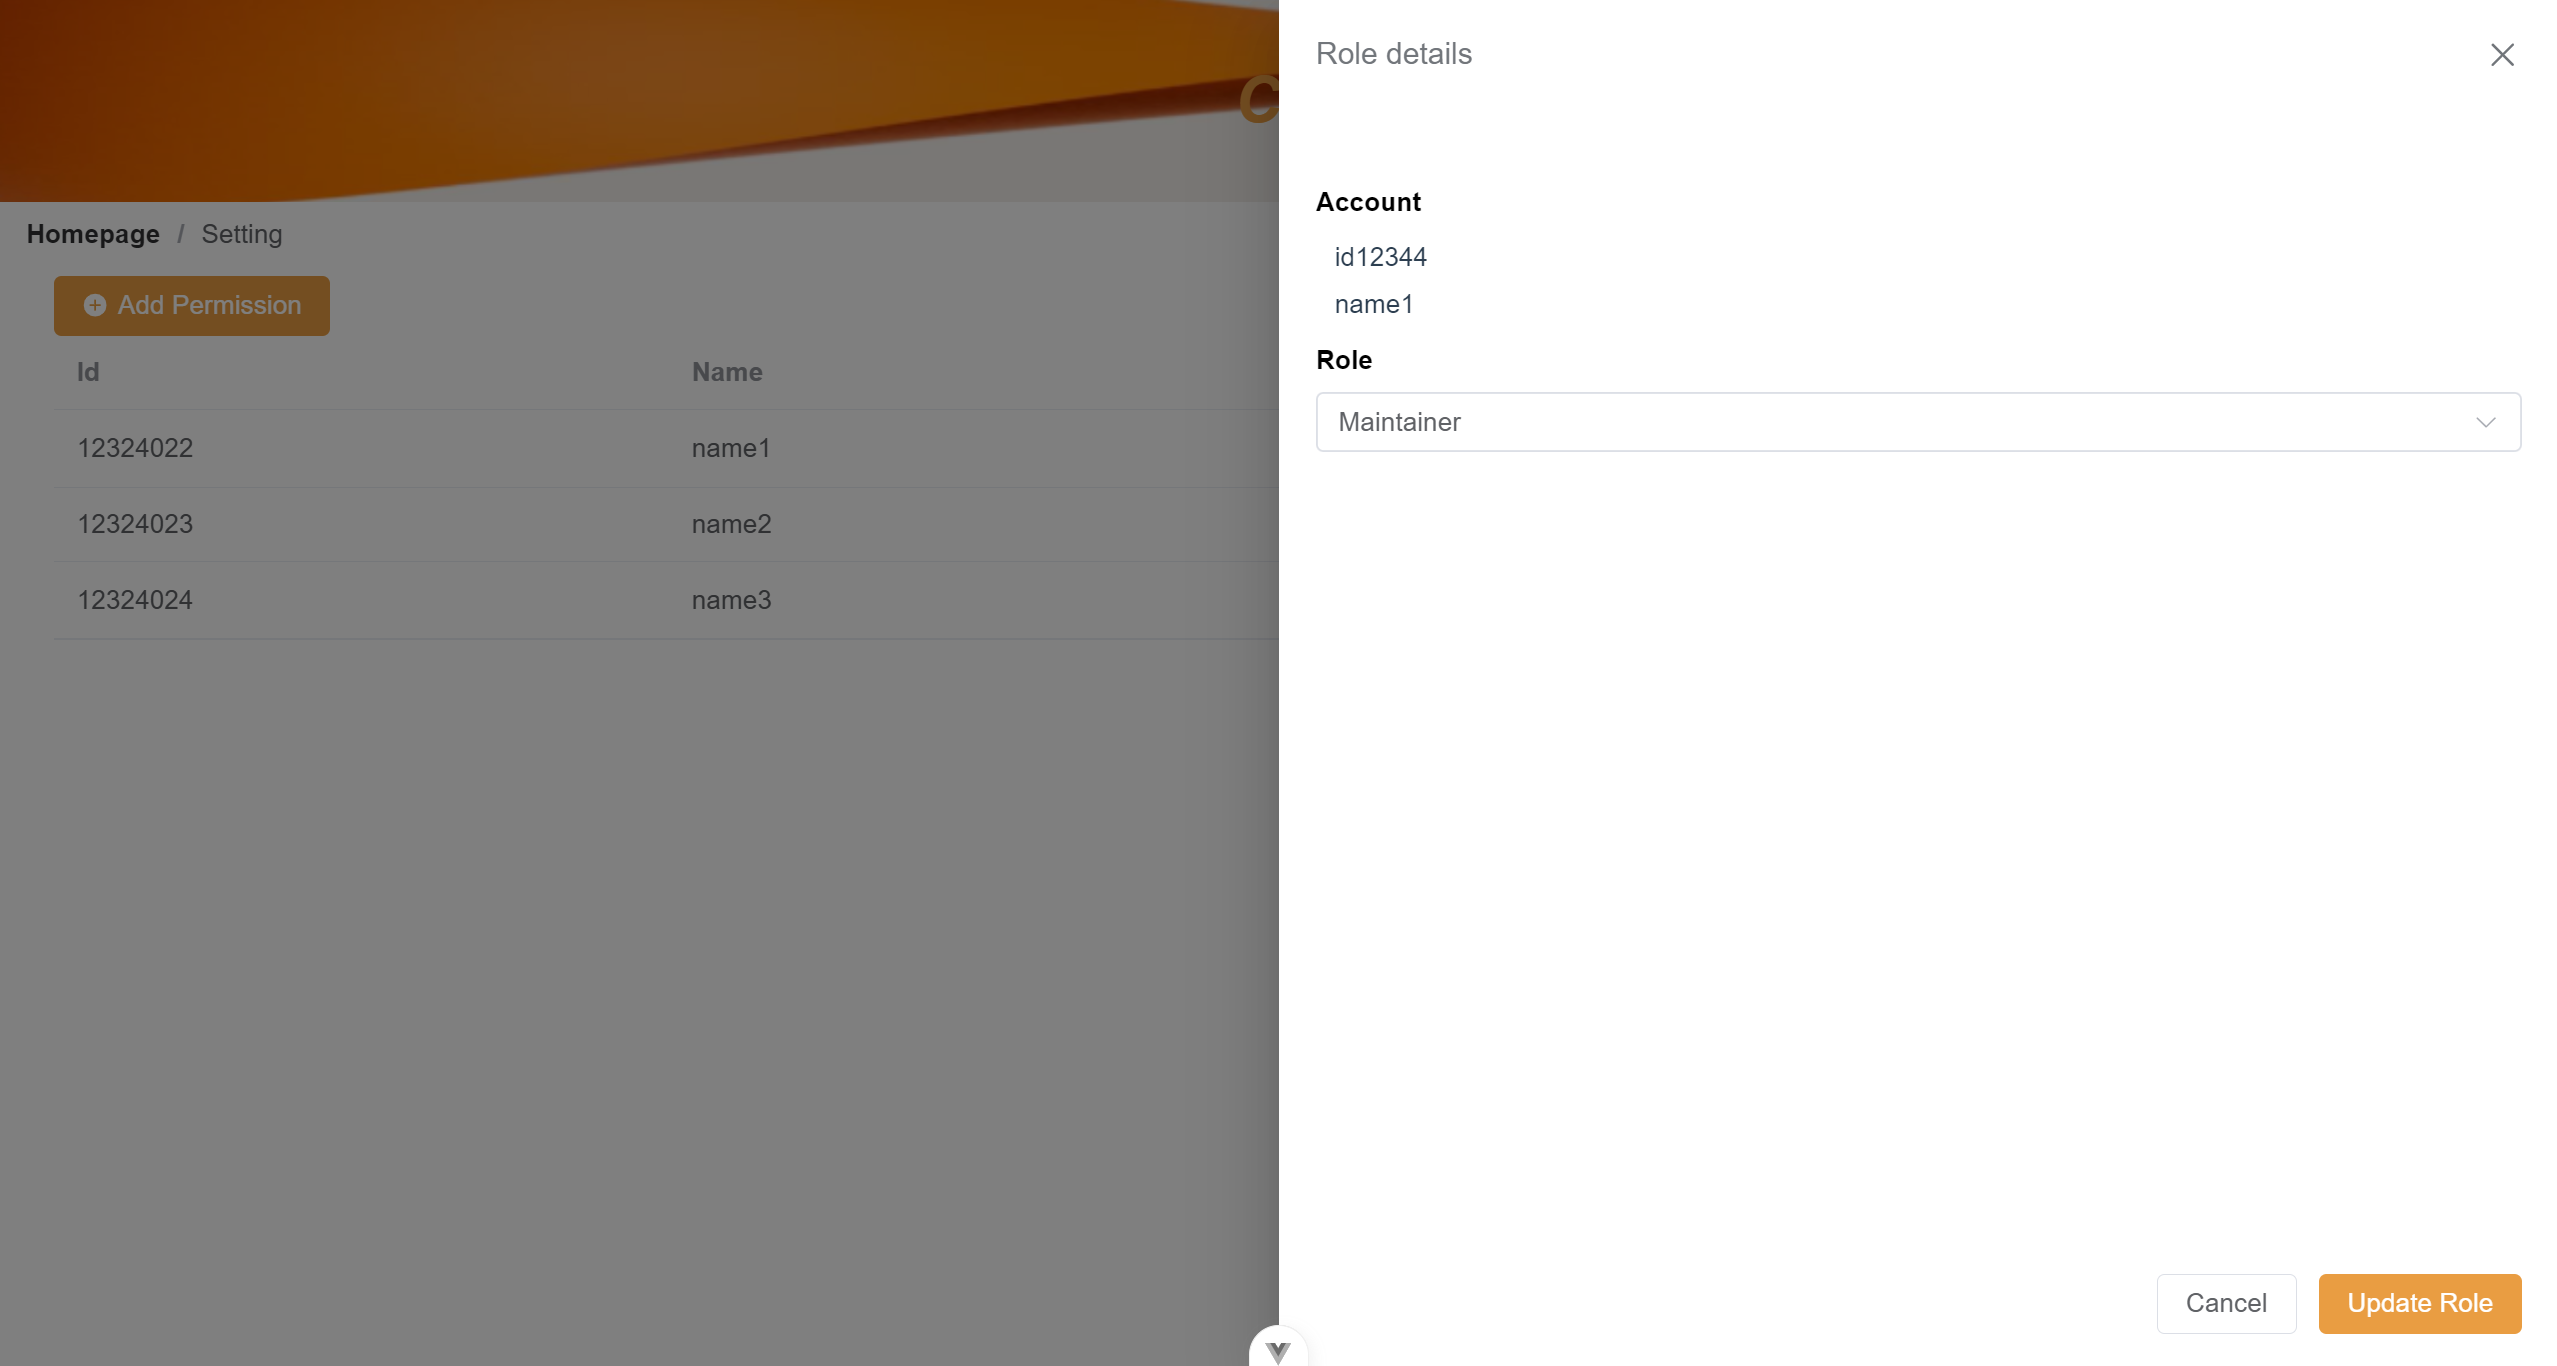 C
Homepage / Setting
Add Permission
Id Name
12324022 name1
12324023 name2
12324024 name3
Role details
Account
id12344
name1
Role
Maintainer
Cancel Update Role